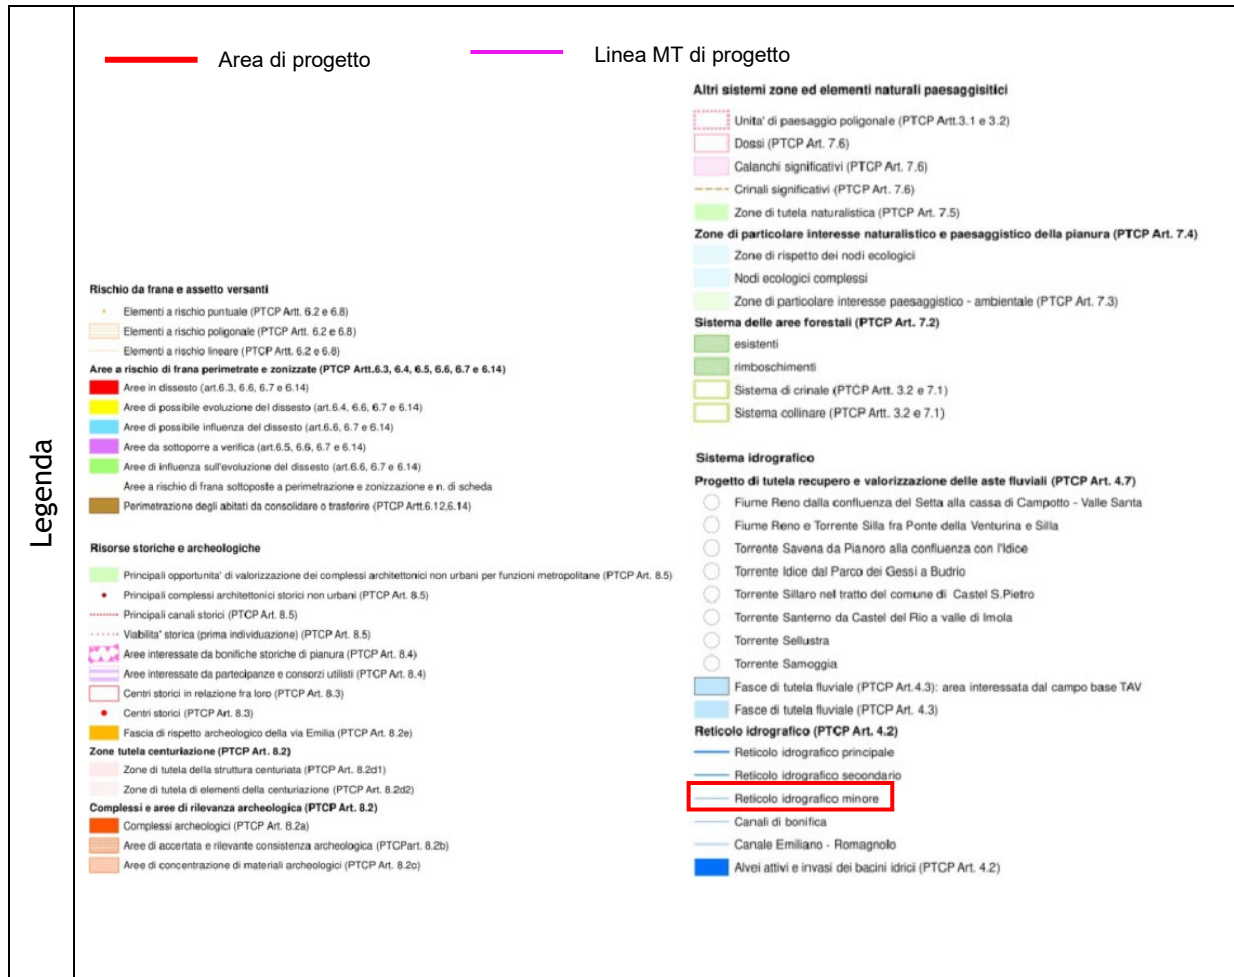 Legenda
Area di progetto
Linea MT di progetto
Rischio da frana e assetto versanti
Elementi a rischio puntuale (PTCP Artt. 6.2 e 6.8)
Elementi a rischio poligonale (PTCP Artt. 6.2 e 6.8)
Elementi a rischio lineare (PTCP Artt. 6.2 e 6.8)
Aree a rischio di frana perimetrate e zonizzate (PTCP Artt.6.3, 6.4, 6.5, 6.6, 6.7 e 6.14)
Aree in dissesto (art.6.3, 6.6, 6.7 e 6.14)
Aree di possibile evoluzione del dissesto (art.6.4, 6.6, 6.7 e 6.14)
Aree di possibile influenza del dissesto (art.6.6, 6.7 e 6.14)
Aree da sottoporre a verifica (art.6.5, 6.6, 6.7 e 6.14)
Aree di influenza sull'evoluzione del dissesto (art.6.6, 6.7 e 6.14)
Aree a rischio di frana sottoposte a perimetrazione e zonizzazione e n. di scheda
Perimetrazione degli abitati da consolidare o trasferire (PTCP Artt.6.12,6.14)
Risorse storiche e archeologiche
Principali opportunita' di valorizzazione dei complessi architettonici non urbani per funzioni metropolitane (PTCP Art. 8.5)
Principali complessi architettonici storici non urbani (PTCP Art. 8.5)
Principali canali storici (PTCP Art. 8.5)
Viabilita' storica (prima individuazione) (PTCP Art. 8.5)
Aree interessate da bonifiche storiche di pianura (PTCP Art. 8.4)
Aree interessate da partecipanze e consorzi utilisti (PTCP Art. 8.4)
Centri storici in relazione fra loro (PTCP Art. 8.3)
Centri storici (PTCP Art. 8.3)
Fascia di rispetto archeologico della via Emilia (PTCP Art. 8.2e)
Zone tutela centuriazione (PTCP Art. 8.2)
Zone di tutela della struttura centuriata (PTCP Art. 8.2d1)
Zone di tutela di elementi della centuriazione (PTCP Art. 8.2d2)
Complessi e aree di rilevanza archeologica (PTCP Art. 8.2)
Complessi archeologici (PTCP Art. 8.2a)
Aree di accertata e rilevante consistenza archeologica (PTCPart. 8.2b)
Aree di concentrazione di materiali archeologici (PTCP Art. 8.2c)
Altri sistemi zone ed elementi naturali paesaggisitici
Unita' di paesaggio poligonale (PTCP Artt.3.1 e 3.2)
Dossi (PTCP Art. 7.6)
Calanchi significativi (PTCP Art. 7.6)
Crinali significativi (PTCP Art. 7.6)
Zone di tutela naturalistica (PTCP Art. 7.5)
Zone di particolare interesse naturalistico e paesaggistico della pianura (PTCP Art. 7.4)
Zone di rispetto dei nodi ecologici
Nodi ecologici complessi
Zone di particolare interesse paesaggistico - ambientale (PTCP Art. 7.3)
Sistema delle aree forestali (PTCP Art. 7.2)
esistenti
rimboschimenti
Sistema di crinale (PTCP Artt. 3.2 e 7.1)
Sistema collinare (PTCP Artt. 3.2 e 7.1)
Sistema idrografico
Progetto di tutela recupero e valorizzazione delle aste fluviali (PTCP Art. 4.7)
Fiume Reno dalla confluenza del Setta alla cassa di Campotto - Valle Santa
Fiume Reno e Torrente Silla fra Ponte della Venturina e Silla
Torrente Savena da Pianoro alla confluenza con l'Idice
Torrente Idice dal Parco dei Gessi a Budrio
Torrente Sillaro nel tratto del comune di Castel S.Pietro
Torrente Santerno da Castel del Rio a valle di Imola
Torrente Sellustra
Torrente Samoggia
Fasce di tutela fluviale (PTCP Art.4.3): area interessata dal campo base TAV
Fasce di tutela fluviale (PTCP Art. 4.3)
Reticolo idrografico (PTCP Art. 4.2)
Reticolo idrografico principale
Reticolo idrografico secondario
Reticolo idrografico minore
Canali di bonifica
Canale Emiliano - Romagnolo
Alvei attivi e invasi dei bacini idrici (PTCP Art. 4.2)